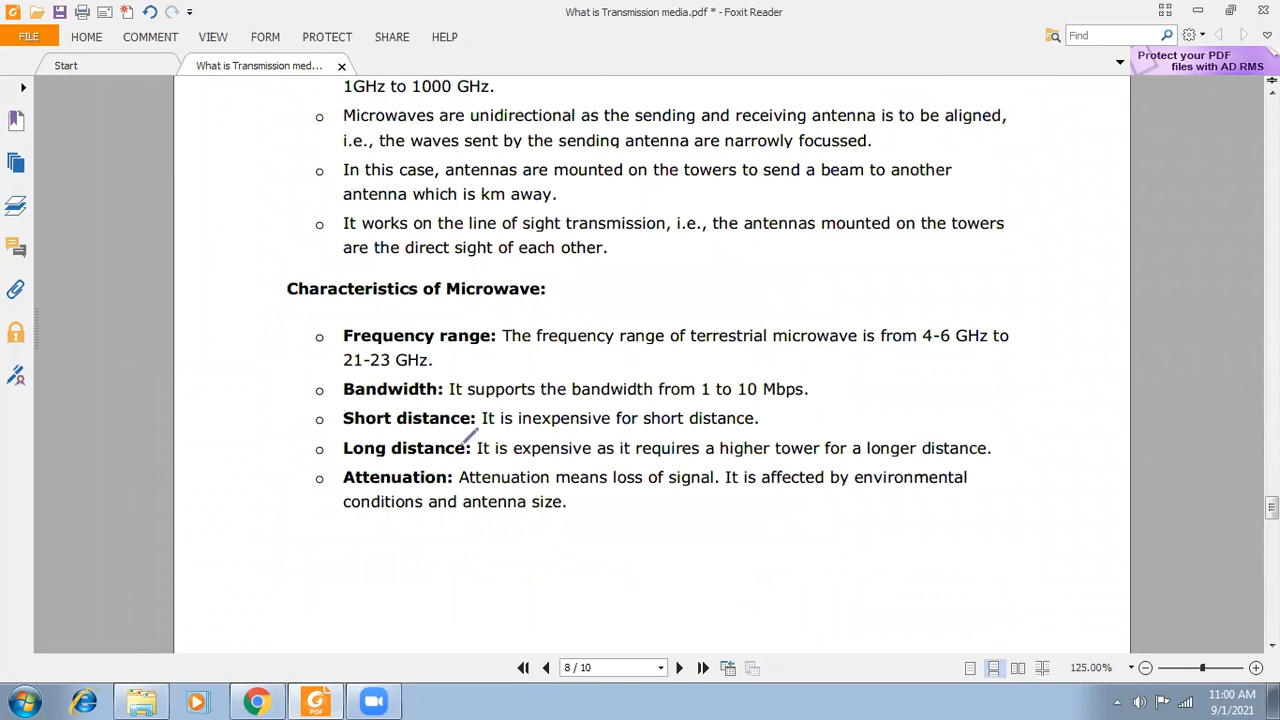 What is Transmission media.pdf * - Foxit Reader
FILE HOME COMMENT VIEW FORM PROTECT SHARE HELP
Find
Start
What is Transmission med...
Protect your PDF
files with AD RMS
1GHz to 1000 GHz.
o Microwaves are unidirectional as the sending and receiving antenna is to be aligned,
i.e., the waves sent by the sending antenna are narrowly focussed.
o In this case, antennas are mounted on the towers to send a beam to another
antenna which is km away.
o It works on the line of sight transmission, i.e., the antennas mounted on the towers
are the direct sight of each other.
Characteristics of Microwave:
o Frequency range: The frequency range of terrestrial microwave is from 4-6 GHz to
21-23 GHz.
o Bandwidth: It supports the bandwidth from 1 to 10 Mbps.
o Short distance: It is inexpensive for short distance.
o Long distance: It is expensive as it requires a higher tower for a longer distance.
o Attenuation: Attenuation means loss of signal. It is affected by environmental
conditions and antenna size.
8 / 10
125.00%
PDF
11:00 AM
9/1/2021